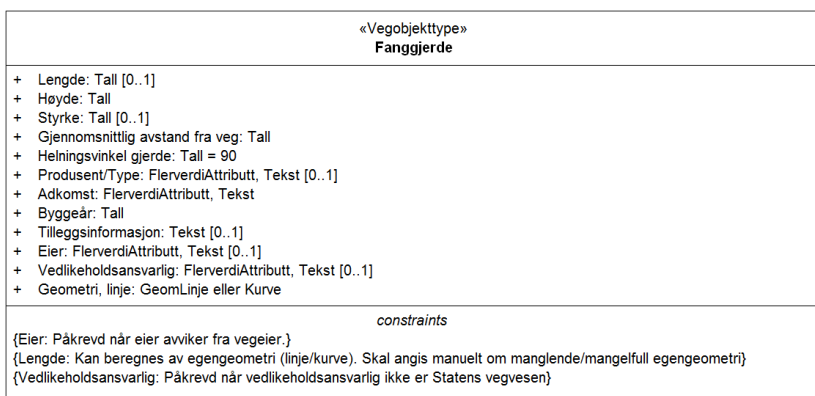 «Vegobjekttype»
Fanggjerde
+ Lengde: Tall [0..1]
+ Høyde: Tall
+ Styrke: Tall [0..1]
+ Gjennomsnittlig avstand fra veg: Tall
+ Helningsvinkel gjerde: Tall = 90
+ Produsent/Type: FlerverdiAttributt, Tekst [0..1]
+ Adkomst: FlerverdiAttributt, Tekst
+ Byggeår: Tall
+ Tilleggsinformasjon: Tekst [0..1]
+ Eier: FlerverdiAttributt, Tekst [0..1]
+ Vedlikeholdsansvarlig: FlerverdiAttributt, Tekst [0..1]
+ Geometri, linje: GeomLinje eller Kurve
constraints
{Eier: Påkrevd når eier avviker fra vegeier.}
{Lengde: Kan beregnes av egengeometri (linje/kurve). Skal angis manuelt om manglende/mangelfull egengeometri}
{Vedlikeholdsansvarlig: Påkrevd når vedlikeholdsansvarlig ikke er Statens vegvesen}